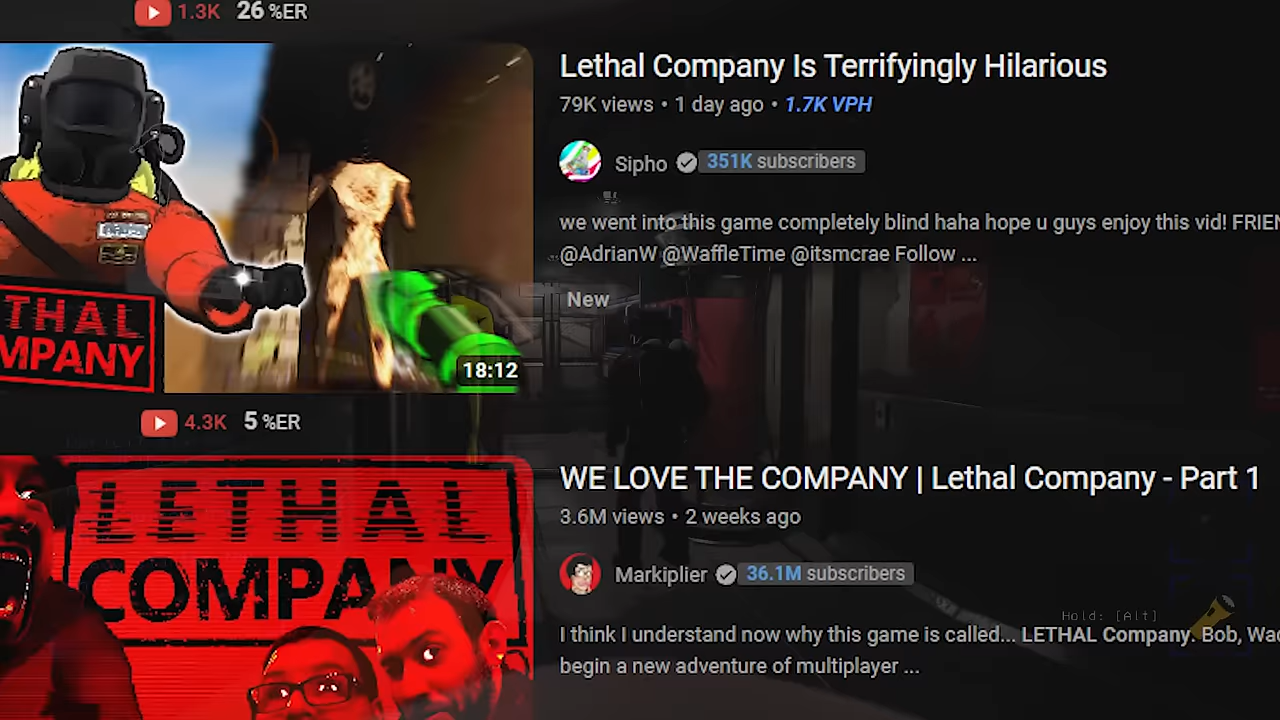 1.3K 26 %ER
Lethal Company Is Terrifyingly Hilarious
79K views • 1 day ago • 1.7K VPH
Sipho 351K subscribers
we went into this game completely blind haha hope u guys enjoy this vid! FRIEN
@AdrianW @WaffleTime @itsmcrae Follow ...
New
THAL
MPANY
18:12
4.3K 5 %ER
LETHAL
COMPANY
WE LOVE THE COMPANY | Lethal Company - Part 1
3.6M views • 2 weeks ago
Markiplier 36.1M subscribers
Hold: [Alt]
I think I understand now why this game is called... LETHAL Company. Bob, Wad
begin a new adventure of multiplayer ...